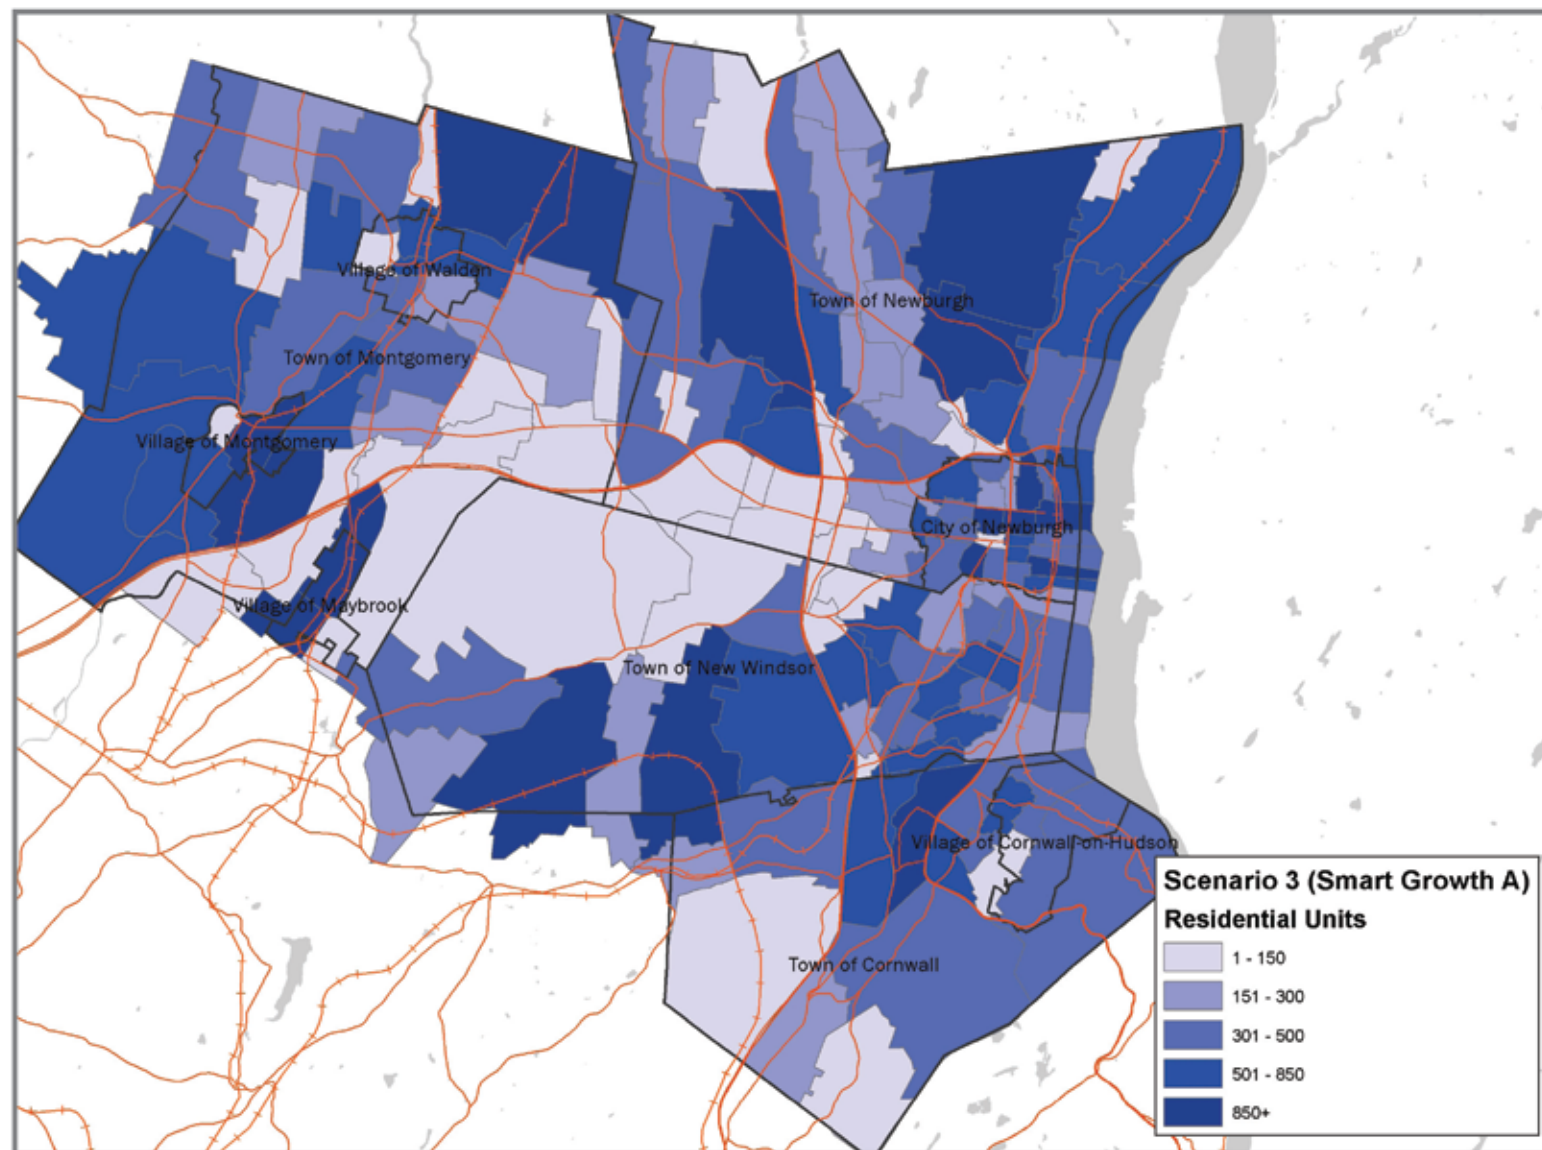 Village of Walden
Town of Newburgh
Town of Montgomery
Village of Montgomery
City of Newburgh
Village of Maybrook
Town of New Windsor
Village of Cornwall-on-Hudson
Town of Cornwall
Scenario 3 (Smart Growth A)
Residential Units
1 - 150
151 - 300
301 - 500
501 - 850
850+